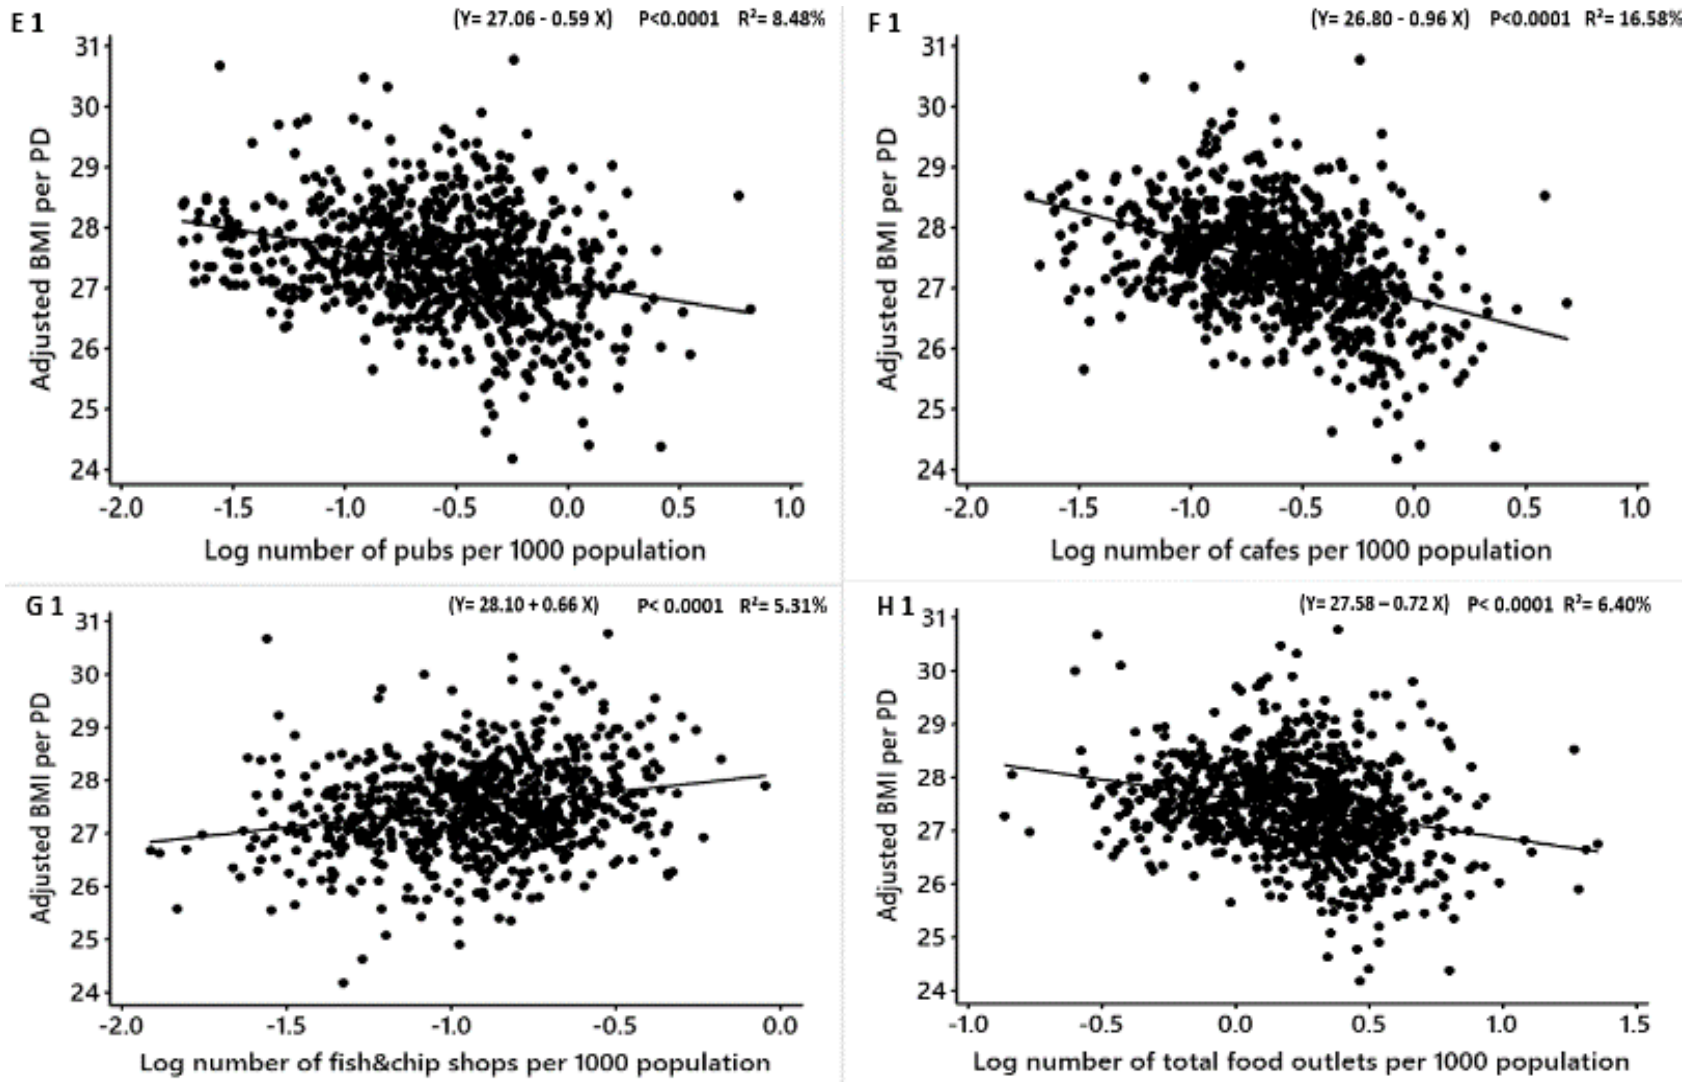 E 1
(Y= 27.06 - 0.59 X) P<0.0001 R²= 8.48%
31
30
29
28
27
26
25
24
Adjusted BMI per PD
-2.0 -1.5 -1.0 -0.5 0.0 0.5 1.0
Log number of pubs per 1000 population
F 1
(Y= 26.80 - 0.96 X) P<0.0001 R²= 16.58%
31
30
29
28
27
26
25
24
Adjusted BMI per PD
-2.0 -1.5 -1.0 -0.5 0.0 0.5 1.0
Log number of cafes per 1000 population
G 1
(Y= 28.10 + 0.66 X) P< 0.0001 R²= 5.31%
31
30
29
28
27
26
25
24
Adjusted BMI per PD
-2.0 -1.5 -1.0 -0.5 0.0
Log number of fish&chip shops per 1000 population
H 1
(Y= 27.58 – 0.72 X) P< 0.0001 R²= 6.40%
31
30
29
28
27
26
25
24
Adjusted BMI per PD
-1.0 -0.5 0.0 0.5 1.0 1.5
Log number of total food outlets per 1000 population